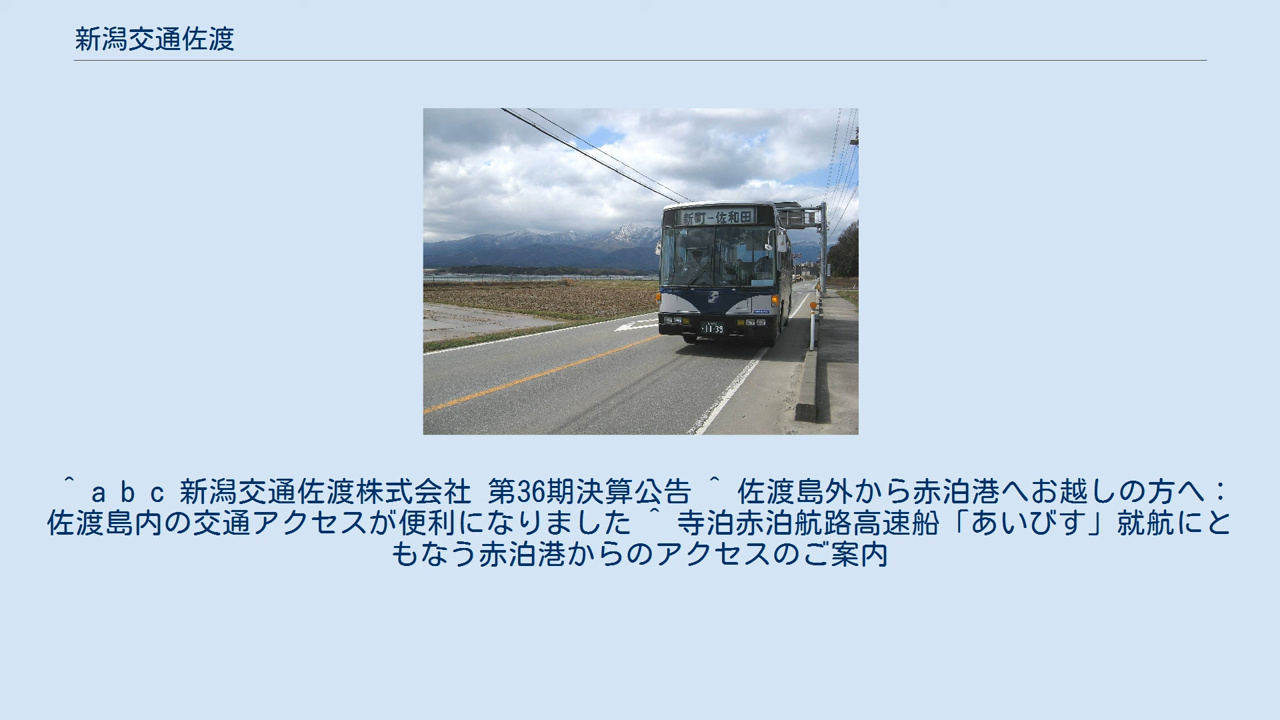 新潟交通佐渡
新町－佐和田
11-39
＾ ａ ｂ ｃ 新潟交通佐渡株式会社 第36期決算公告 ＾ 佐渡島外から赤泊港へお越しの方へ：
佐渡島内の交通アクセスが便利になりました ＾ 寺泊赤泊航路高速船「あいびす」就航にと
もなう赤泊港からのアクセスのご案内